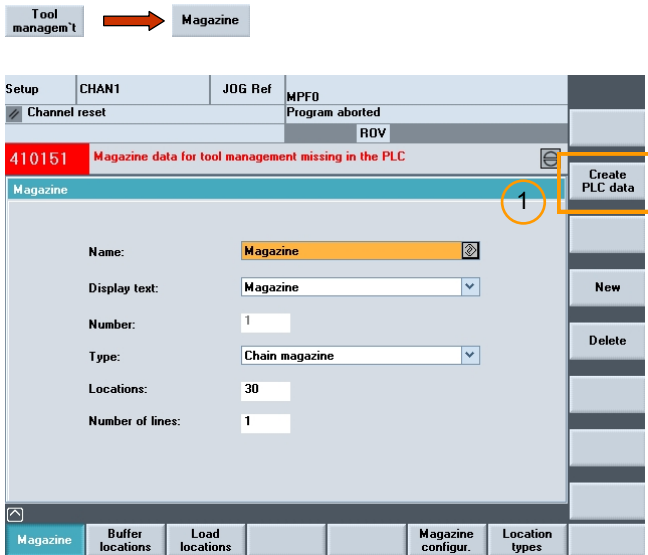 Tool
managem`t
Magazine
Setup CHAN1 JOG Ref MPF0
Channel reset Program aborted
ROV
410151 Magazine data for tool management missing in the PLC
Magazine
1
Create
PLC data
Name: Magazine
Display text: Magazine
New
Number: 1
Delete
Type: Chain magazine
Locations: 30
Number of lines: 1
Magazine
Buffer
locations
Load
locations
Magazine
configur.
Location
types